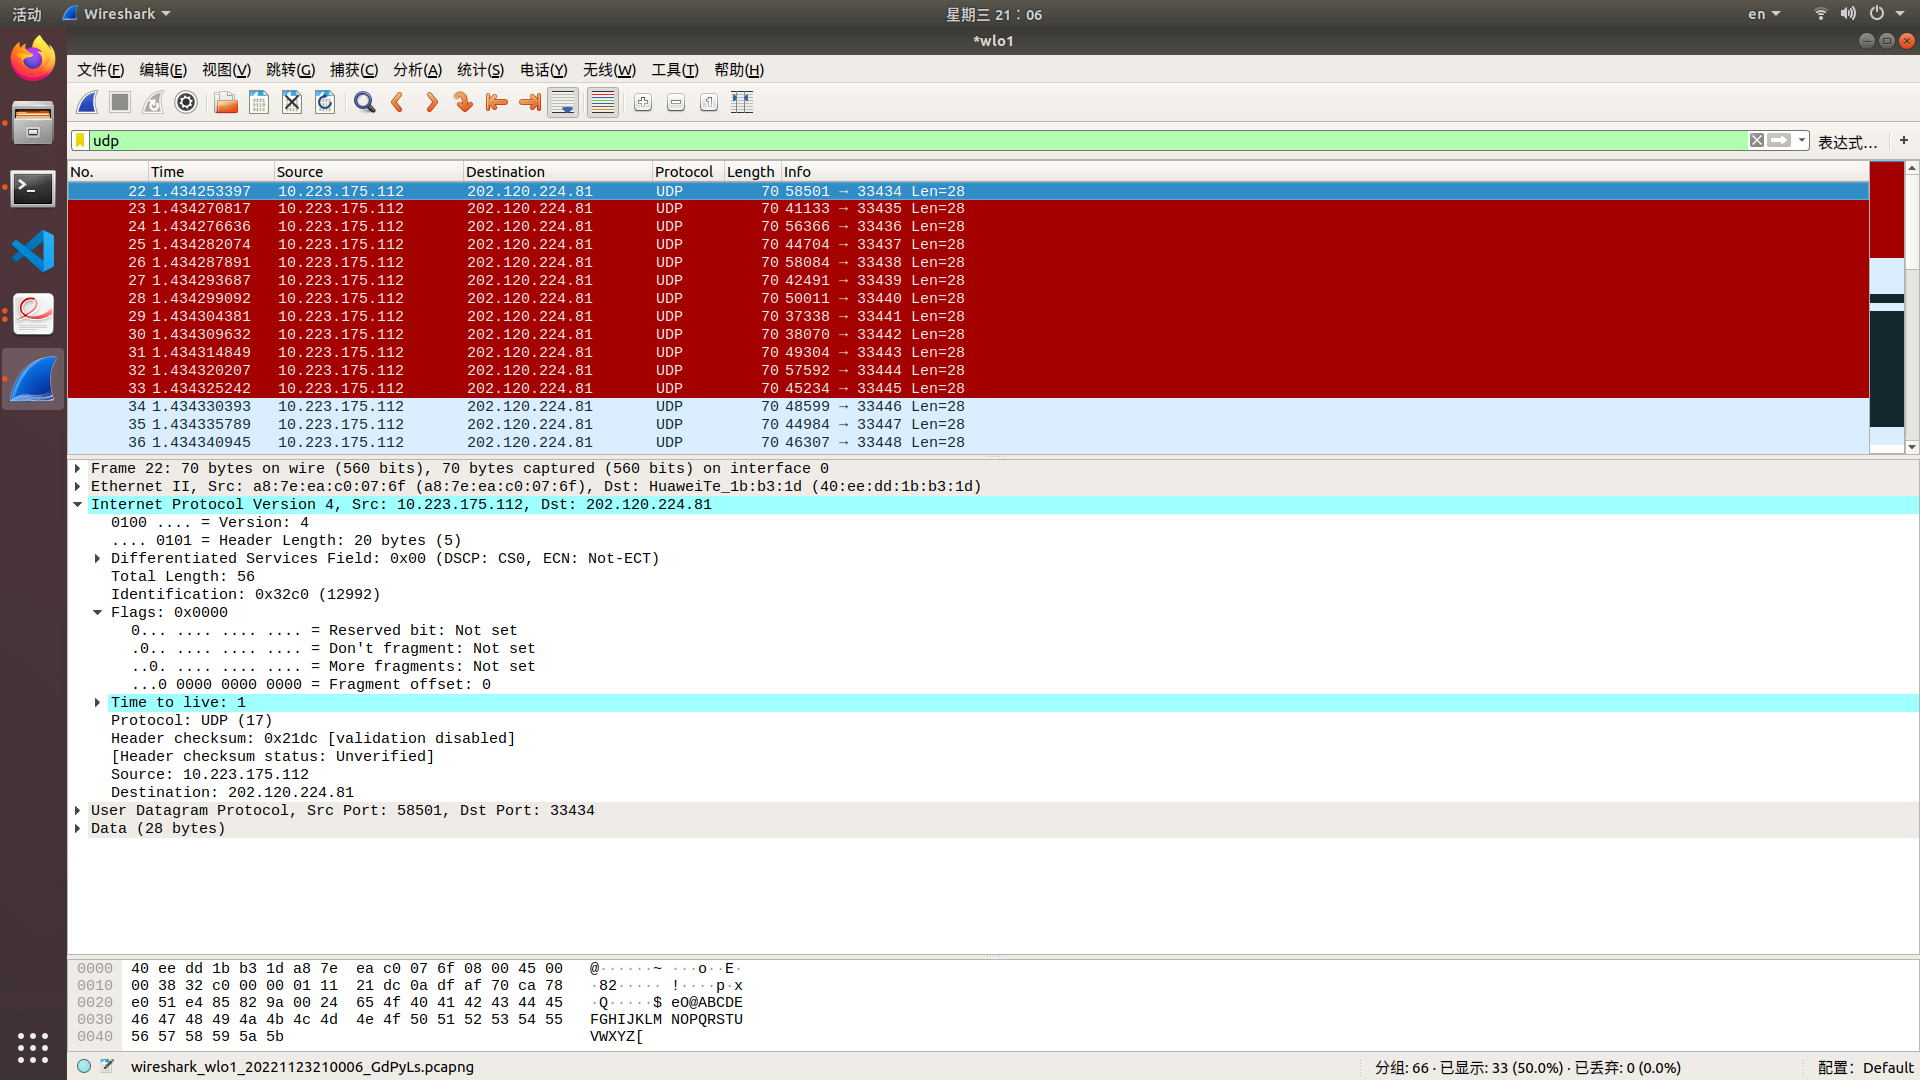 活动 Wireshark 星期三 21：06 en
*wlo1
文件(F) 编辑(E) 视图(V) 跳转(G) 捕获(C) 分析(A) 统计(S) 电话(Y) 无线(W) 工具(T) 帮助(H)
udp 表达式… +
No. Time Source Destination Protocol Length Info
22 1.434253397 10.223.175.112 202.120.224.81 UDP 70 58501 → 33434 Len=28
23 1.434270817 10.223.175.112 202.120.224.81 UDP 70 41133 → 33435 Len=28
24 1.434276636 10.223.175.112 202.120.224.81 UDP 70 56366 → 33436 Len=28
25 1.434282074 10.223.175.112 202.120.224.81 UDP 70 44704 → 33437 Len=28
26 1.434287891 10.223.175.112 202.120.224.81 UDP 70 58084 → 33438 Len=28
27 1.434293687 10.223.175.112 202.120.224.81 UDP 70 42491 → 33439 Len=28
28 1.434299092 10.223.175.112 202.120.224.81 UDP 70 50011 → 33440 Len=28
29 1.434304381 10.223.175.112 202.120.224.81 UDP 70 37338 → 33441 Len=28
30 1.434309632 10.223.175.112 202.120.224.81 UDP 70 38070 → 33442 Len=28
31 1.434314849 10.223.175.112 202.120.224.81 UDP 70 49304 → 33443 Len=28
32 1.434320207 10.223.175.112 202.120.224.81 UDP 70 57592 → 33444 Len=28
33 1.434325242 10.223.175.112 202.120.224.81 UDP 70 45234 → 33445 Len=28
34 1.434330393 10.223.175.112 202.120.224.81 UDP 70 48599 → 33446 Len=28
35 1.434335789 10.223.175.112 202.120.224.81 UDP 70 44984 → 33447 Len=28
36 1.434340945 10.223.175.112 202.120.224.81 UDP 70 46307 → 33448 Len=28
Frame 22: 70 bytes on wire (560 bits), 70 bytes captured (560 bits) on interface 0
Ethernet II, Src: a8:7e:ea:c0:07:6f (a8:7e:ea:c0:07:6f), Dst: HuaweiTe_1b:b3:1d (40:ee:dd:1b:b3:1d)
Internet Protocol Version 4, Src: 10.223.175.112, Dst: 202.120.224.81
0100 .... = Version: 4
.... 0101 = Header Length: 20 bytes (5)
Differentiated Services Field: 0x00 (DSCP: CS0, ECN: Not-ECT)
Total Length: 56
Identification: 0x32c0 (12992)
Flags: 0x0000
0... .... .... .... = Reserved bit: Not set
.0.. .... .... .... = Don't fragment: Not set
..0. .... .... .... = More fragments: Not set
...0 0000 0000 0000 = Fragment offset: 0
Time to live: 1
Protocol: UDP (17)
Header checksum: 0x21dc [validation disabled]
[Header checksum status: Unverified]
Source: 10.223.175.112
Destination: 202.120.224.81
User Datagram Protocol, Src Port: 58501, Dst Port: 33434
Data (28 bytes)
0000 40 ee dd 1b b3 1d a8 7e ea c0 07 6f 08 00 45 00 @······~ ···o··E·
0010 00 38 32 c0 00 00 01 11 21 dc 0a df af 70 ca 78 ·82····· !····p·x
0020 e0 51 e4 85 82 9a 00 24 65 4f 40 41 42 43 44 45 ·Q·····$ eO@ABCDE
0030 46 47 48 49 4a 4b 4c 4d 4e 4f 50 51 52 53 54 55 FGHIJKLM NOPQRSTU
0040 56 57 58 59 5a 5b VWXYZ[
wireshark_wlo1_20221123210006_GdPyLs.pcapng 分组: 66 · 已显示: 33 (50.0%) · 已丢弃: 0 (0.0%) 配置: Default